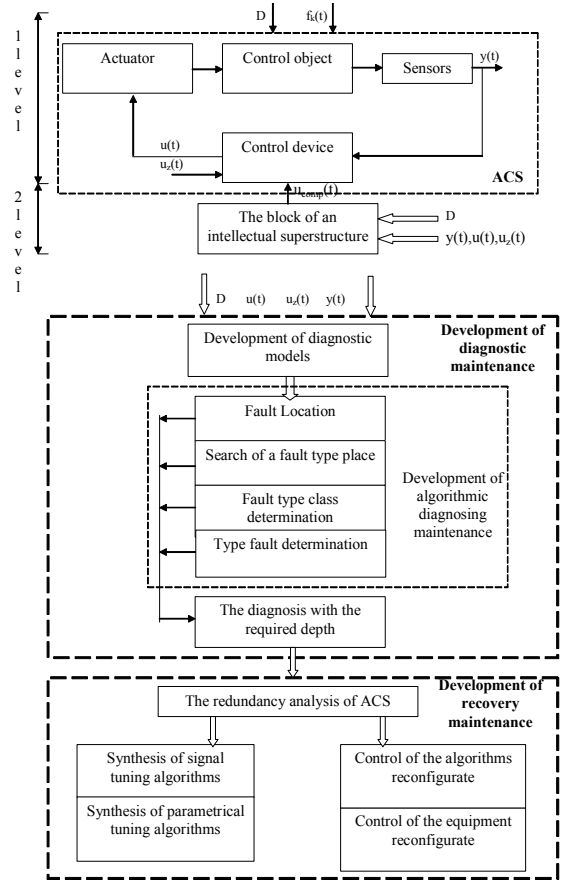 D
f_k(t)
1 level
Actuator
Control object
Sensors
y(t)
u(t)
u_z(t)
Control device
ACS
u_comp(t)
2 level
The block of an
intellectual superstructure
D
y(t),u(t),u_z(t)
D u(t) u_z(t) y(t)
Development of
diagnostic
maintenance
Development of diagnostic
models
Fault Location
Search of a fault type place
Fault type class
determination
Type fault determination
Development of
algorithmic
diagnosing
maintenance
The diagnosis with the
required depth
Development of
recovery
maintenance
The redundancy analysis of ACS
Synthesis of signal
tuning algorithms
Synthesis of parametrical
tuning algorithms
Control of the algorithms
reconfigurate
Control of the equipment
reconfigurate